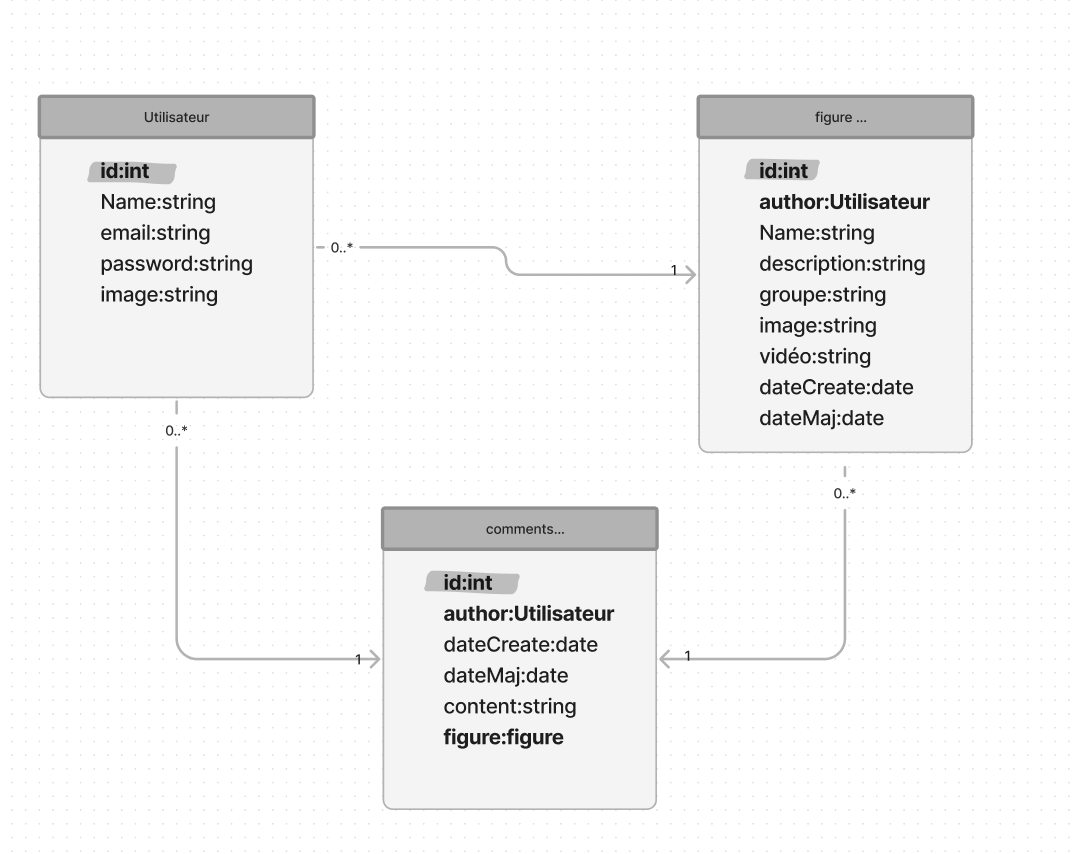 Utilisateur
id:int
Name:string
email:string
password:string
image:string
figure ...
id:int
author:Utilisateur
Name:string
description:string
groupe:string
image:string
vidéo:string
dateCreate:date
dateMaj:date
0..*
1
0..*
1
0..*
1
comments...
id:int
author:Utilisateur
dateCreate:date
dateMaj:date
content:string
figure:figure